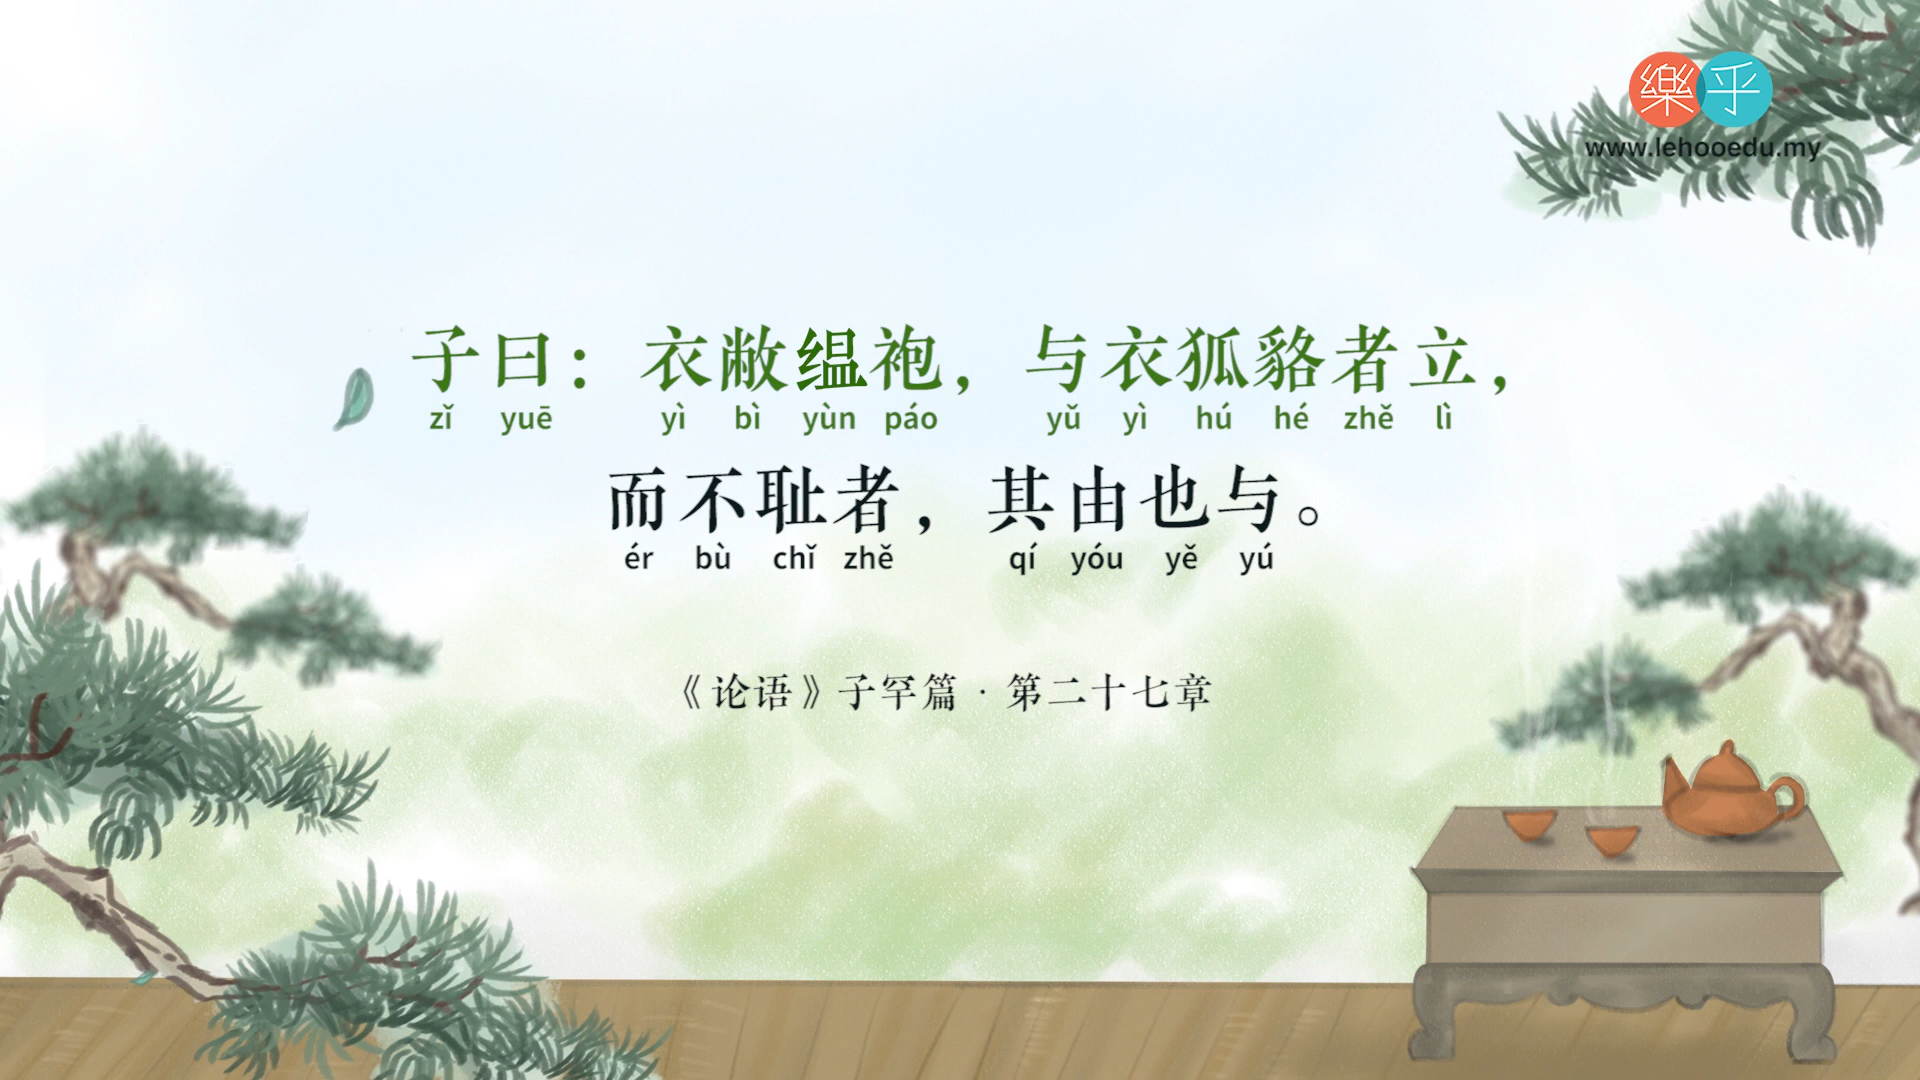 樂乎
www.lehooedu.my
子曰：衣敝缊袍，与衣狐貉者立，
zǐ yuē yì bì yùn páo yǔ yì hú hé zhě lì
而不耻者，其由也与。
ér bù chǐ zhě qí yóu yě yú
《论语》子罕篇 · 第二十七章